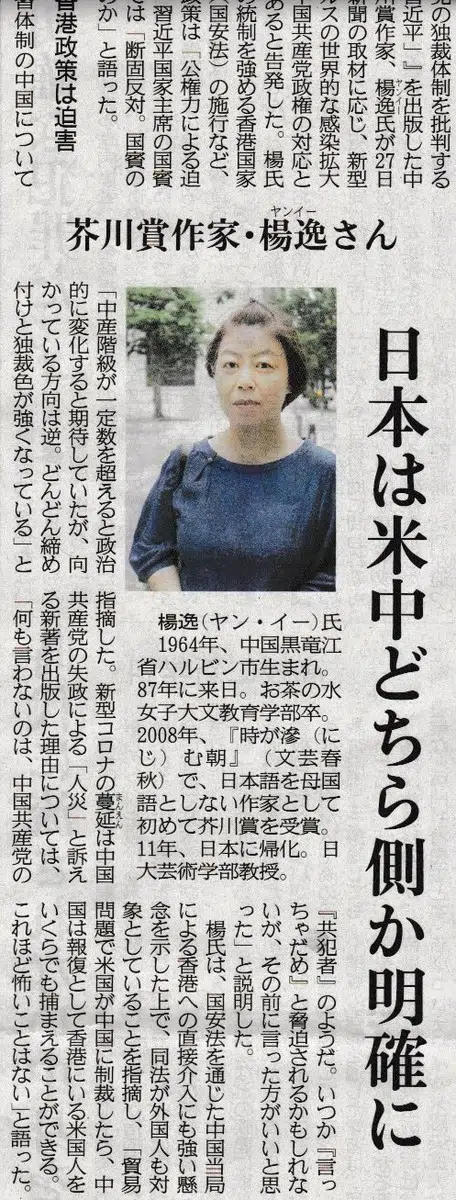 の独裁体制を批判する
近平』』を出版した中
川賞作家、楊逸氏が27日
新聞の取材に応じ、新型
ルスの世界的な感染拡大
国共産党政権の対応と
あると告発した。楊氏
の統制を強める香港国家
国安法)の施行など、
政策は「公権力による迫
習近平国家主席の国賓
は「断固反対。国賓の
か」と語った。
香港政策は迫害
体制の中国について
日本は米中どちら側か明確に
芥川賞作家・楊逸さん
ヤンイー
「中産階級が一定数を超えると政治
的に変化すると期待していたが、向
かっている方向は逆。どんどん締め
付けと独裁色が強くなっている」と
楊逸(ヤン・イー)氏
1964年、中国黒竜江
省ハルビン市生まれ。
87年に来日。お茶の水
女子大文教育学部卒。
2008年、『時が滲(に
じ)む朝』(文芸春
秋)で、日本語を母国
語としない作家として
初めて芥川賞を受賞。
11年、日本に帰化。日
大芸術学部教授。
指摘した。新型コロナの蔓延は中国
共産党の失政による「人災」と訴え
る新著を出版した理由については、
「何も言わないのは、中国共産党の
『共犯者』のようだ。いつか『言っ
ちゃだめ』と脅迫されるかもしれな
いが、その前に言った方がいいと思
った」と説明した。
楊氏は、国安法を通じた中国当局
による香港への直接介入にも強い懸
念を示した上で、同法が外国人も対
象としていることを指摘し、「貿易
問題で米国が中国に制裁したら、中
国は報復として香港にいる米国人を
いくらでも捕まえることができる。
これほど怖いことはない」と語った。